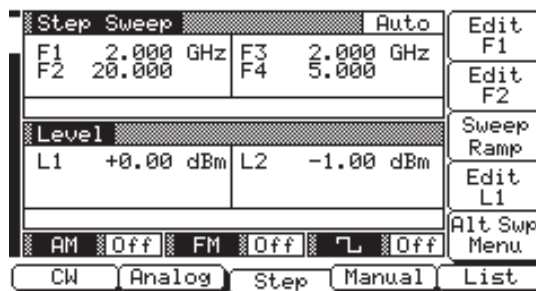 Step Sweep Auto
F1 2.000 GHz F3 2.000 GHz
F2 20.000 F4 5.000
Level
L1 +0.00 dBm L2 -1.00 dBm
AM Off FM Off Off
CW Analog Step Manual List
Edit
F1
Edit
F2
Sweep
Ramp
Edit
L1
Alt Swp
Menu